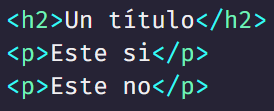 <h2>Un título</h2>
<p>Este si</p>
<p>Este no</p>